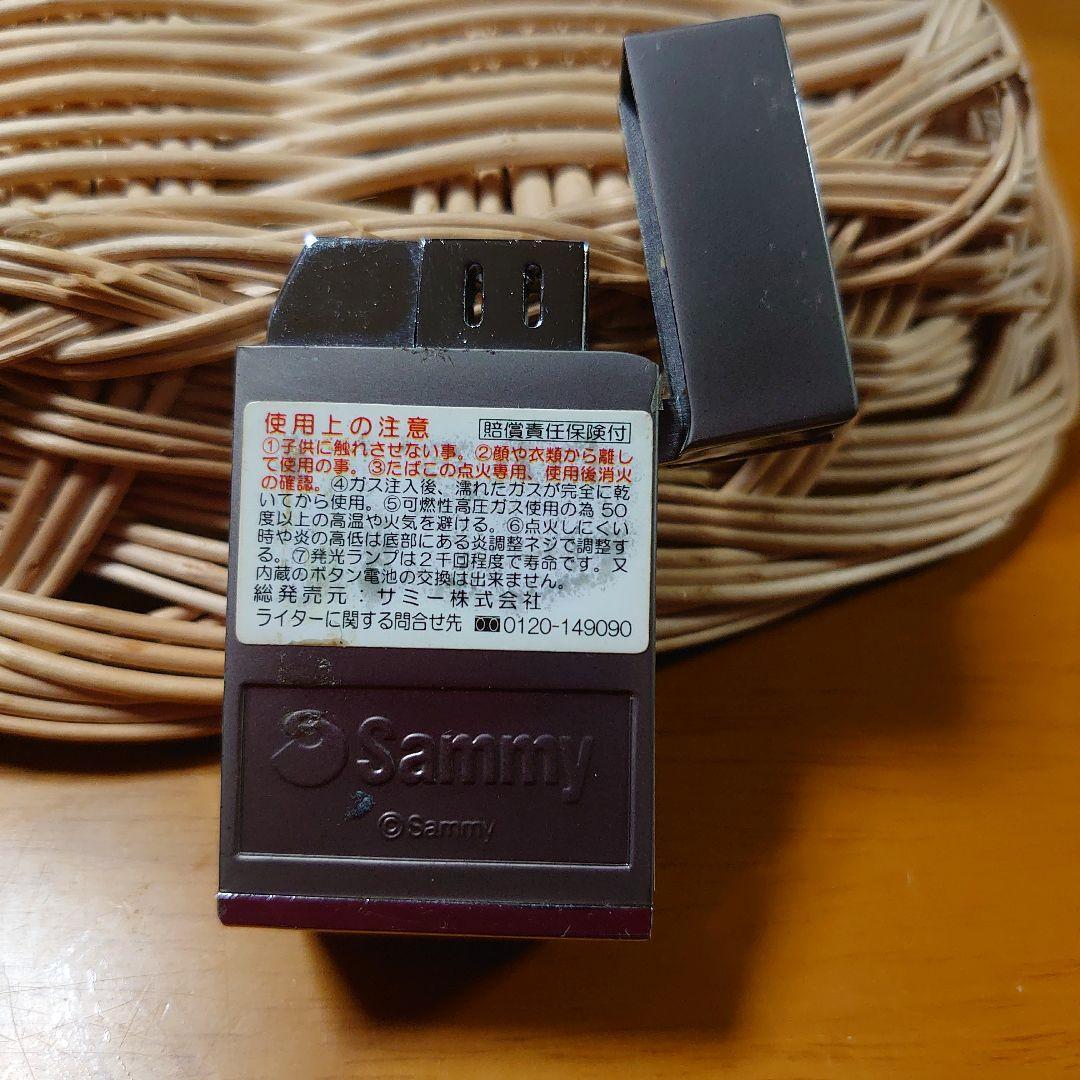 使用上の注意 賠償責任保険付
①子供に触れさせない事。②顔や衣類から離し
て使用の事。③たばこの点火専用、使用後消火
の確認。④ガス注入後、濡れたガスが完全に乾
いてから使用。⑤可燃性高圧ガス使用の為50
度以上の高温や火気を避ける。⑥点火しにくい
時や炎の高低は底部にある炎調整ネジで調整す
る。⑦発光ランプは2千回程度で寿命です。又
内蔵のボタン電池の交換は出来ません。
総発売元：サミー株式会社
ライターに関する問合せ先 0120-149090
Sammy
©Sammy